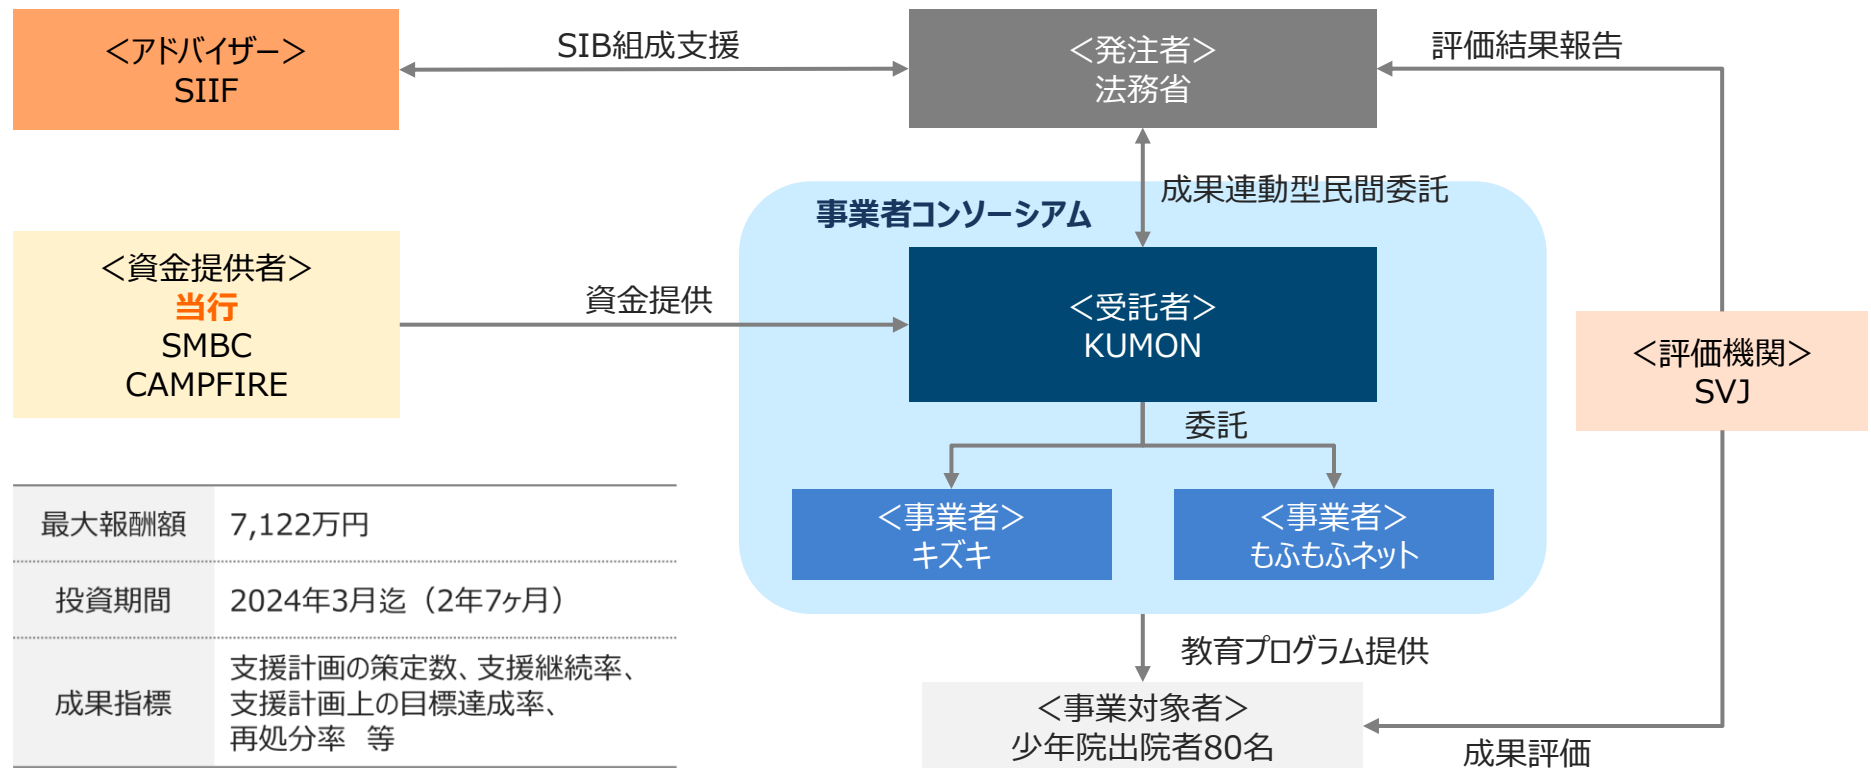 ＜アドバイザー＞
SIIF
SIB組成支援
＜発注者＞
法務省
評価結果報告
成果連動型民間委託
事業者コンソーシアム
＜資金提供者＞
当行
SMBC
CAMPFIRE
資金提供
＜受託者＞
KUMON
＜評価機関＞
SVJ
委託
＜事業者＞
キズキ
＜事業者＞
もふもふネット
教育プログラム提供
＜事業対象者＞
少年院出院者80名
成果評価
最大報酬額
7,122万円
投資期間
2024年3月迄（2年7ヶ月）
成果指標
支援計画の策定数、支援継続率、
支援計画上の目標達成率、
再処分率　等